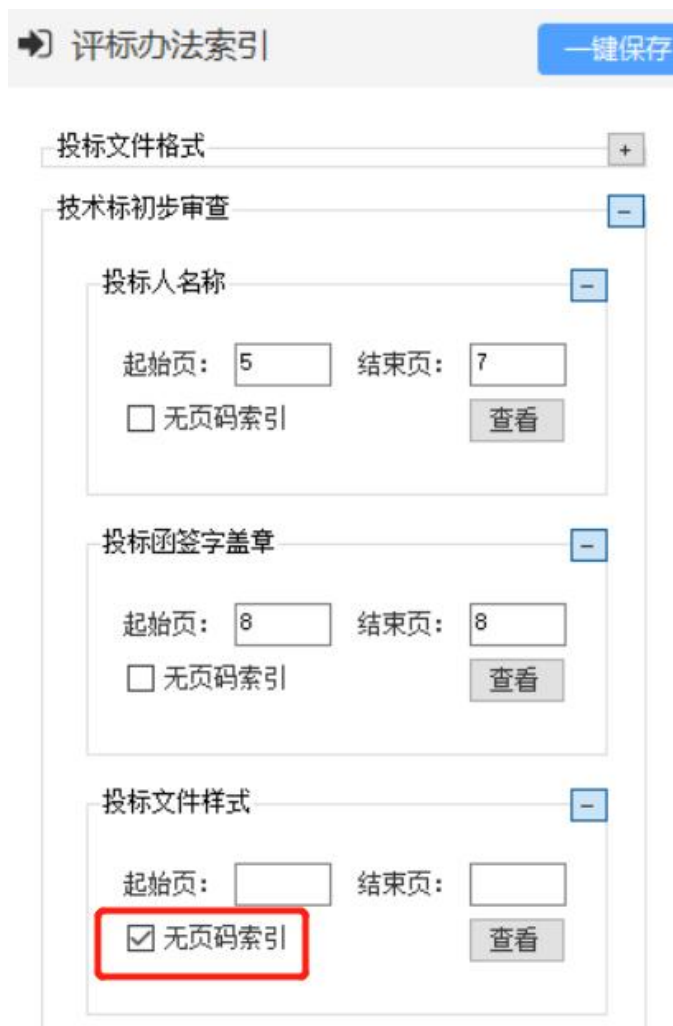 评标办法索引 一键保存
投标文件格式 +
技术标初步审查 -
投标人名称 -
起始页： 5 结束页： 7
无页码索引 查看
投标函签字盖章 -
起始页： 8 结束页： 8
无页码索引 查看
投标文件样式 -
起始页： 结束页：
无页码索引 查看